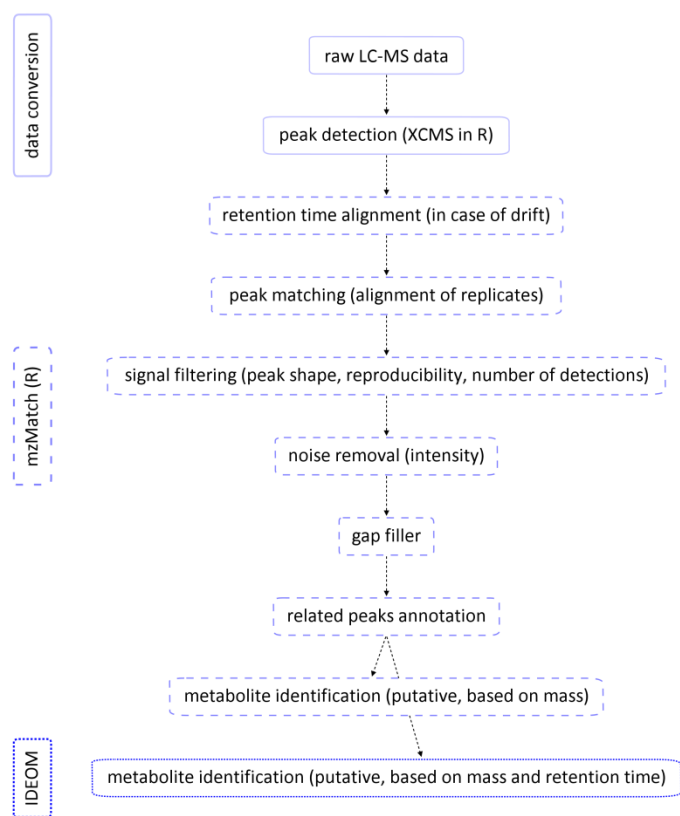 data conversion
raw LC-MS data
peak detection (XCMS in R)
retention time alignment (in case of drift)
peak matching (alignment of replicates)
mzMatch (R)
signal filtering (peak shape, reproducibility, number of detections)
noise removal (intensity)
gap filler
related peaks annotation
metabolite identification (putative, based on mass)
IDEOM
metabolite identification (putative, based on mass and retention time)